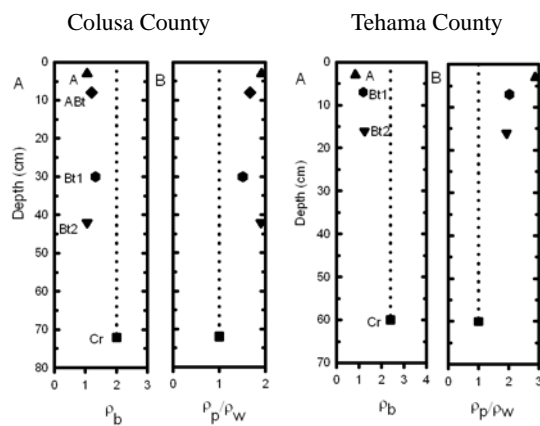 Colusa County
Tehama County
A
B
A
B
0
10
20
30
40
50
60
70
80
Depth (cm)
A
ABt
Bt1
Bt2
Cr
0 1 2 3
ρb
0 1 2
ρp/ρw
0
10
20
30
40
50
60
70
Depth (cm)
A
Bt1
Bt2
Cr
0 1 2 3 4
ρb
0 1 2 3
ρp/ρw